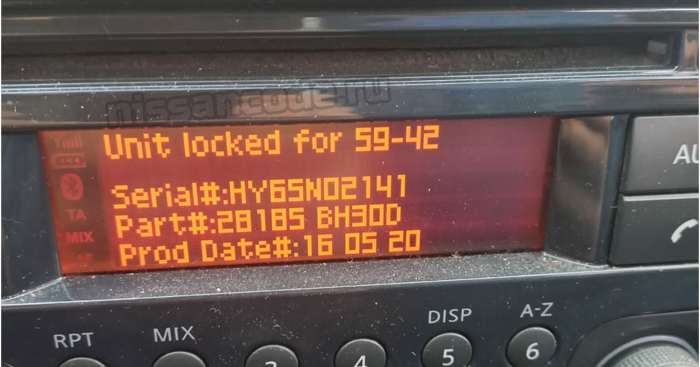 nissancode.ru
Unit locked for 59-42
Serial#:HY65N02141
Part#:28185 BH30D
Prod Date#:16 05 20
TA
MIX
AU
RPT
MIX
DISP
A-Z
3
4
5
6